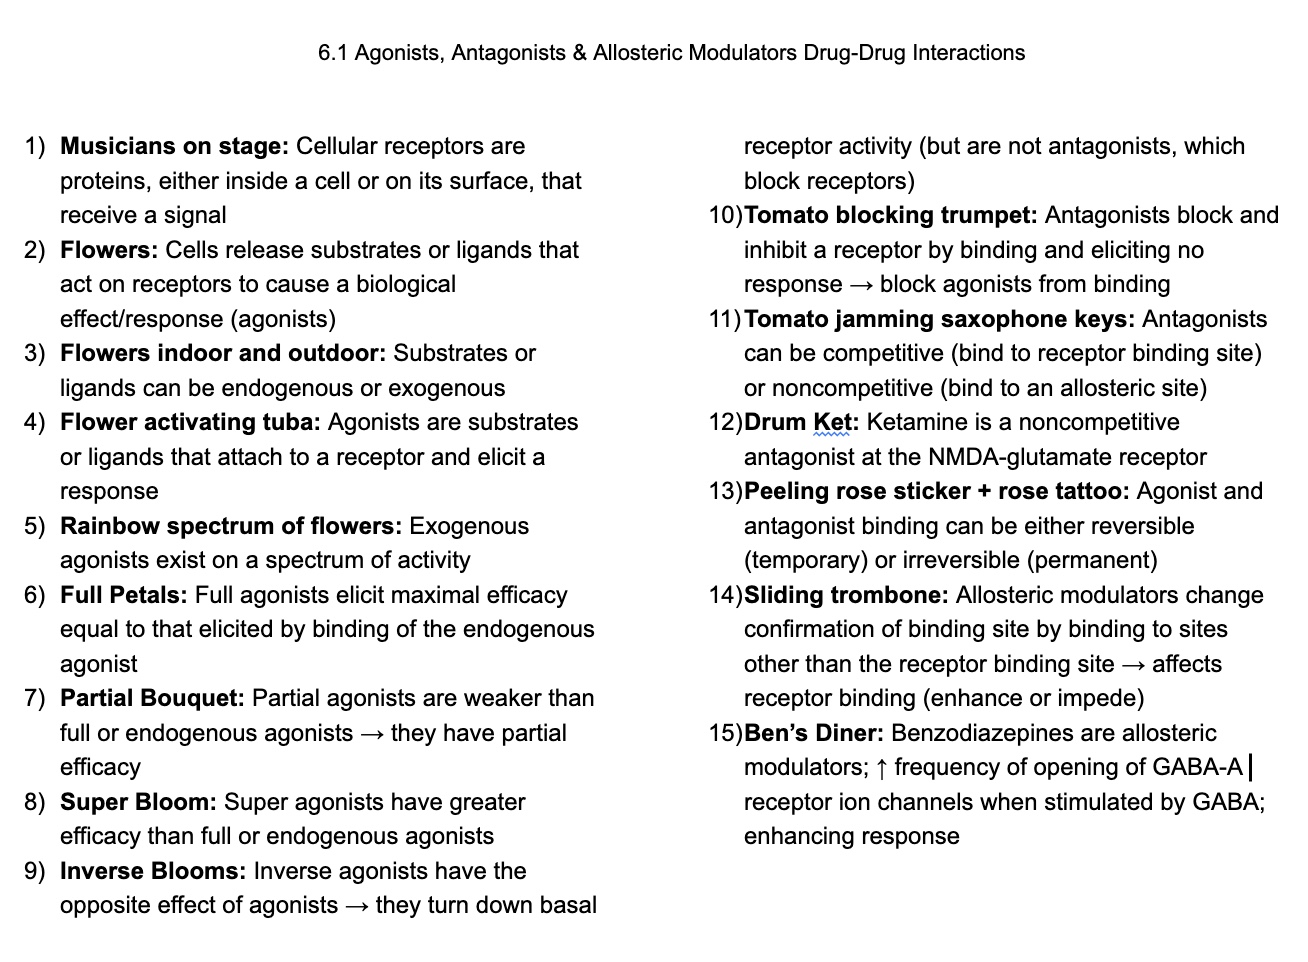 6.1 Agonists, Antagonists & Allosteric Modulators Drug-Drug Interactions
1) Musicians on stage: Cellular receptors are
proteins, either inside a cell or on its surface, that
receive a signal
2) Flowers: Cells release substrates or ligands that
act on receptors to cause a biological
effect/response (agonists)
3) Flowers indoor and outdoor: Substrates or
ligands can be endogenous or exogenous
4) Flower activating tuba: Agonists are substrates
or ligands that attach to a receptor and elicit a
response
5) Rainbow spectrum of flowers: Exogenous
agonists exist on a spectrum of activity
6) Full Petals: Full agonists elicit maximal efficacy
equal to that elicited by binding of the endogenous
agonist
7) Partial Bouquet: Partial agonists are weaker than
full or endogenous agonists → they have partial
efficacy
8) Super Bloom: Super agonists have greater
efficacy than full or endogenous agonists
9) Inverse Blooms: Inverse agonists have the
opposite effect of agonists → they turn down basal
receptor activity (but are not antagonists, which
block receptors)
10) Tomato blocking trumpet: Antagonists block and
inhibit a receptor by binding and eliciting no
response → block agonists from binding
11) Tomato jamming saxophone keys: Antagonists
can be competitive (bind to receptor binding site)
or noncompetitive (bind to an allosteric site)
12) Drum Ket: Ketamine is a noncompetitive
antagonist at the NMDA-glutamate receptor
13) Peeling rose sticker + rose tattoo: Agonist and
antagonist binding can be either reversible
(temporary) or irreversible (permanent)
14) Sliding trombone: Allosteric modulators change
confirmation of binding site by binding to sites
other than the receptor binding site → affects
receptor binding (enhance or impede)
15) Ben's Diner: Benzodiazepines are allosteric
modulators; ↑ frequency of opening of GABA-A
receptor ion channels when stimulated by GABA;
enhancing response